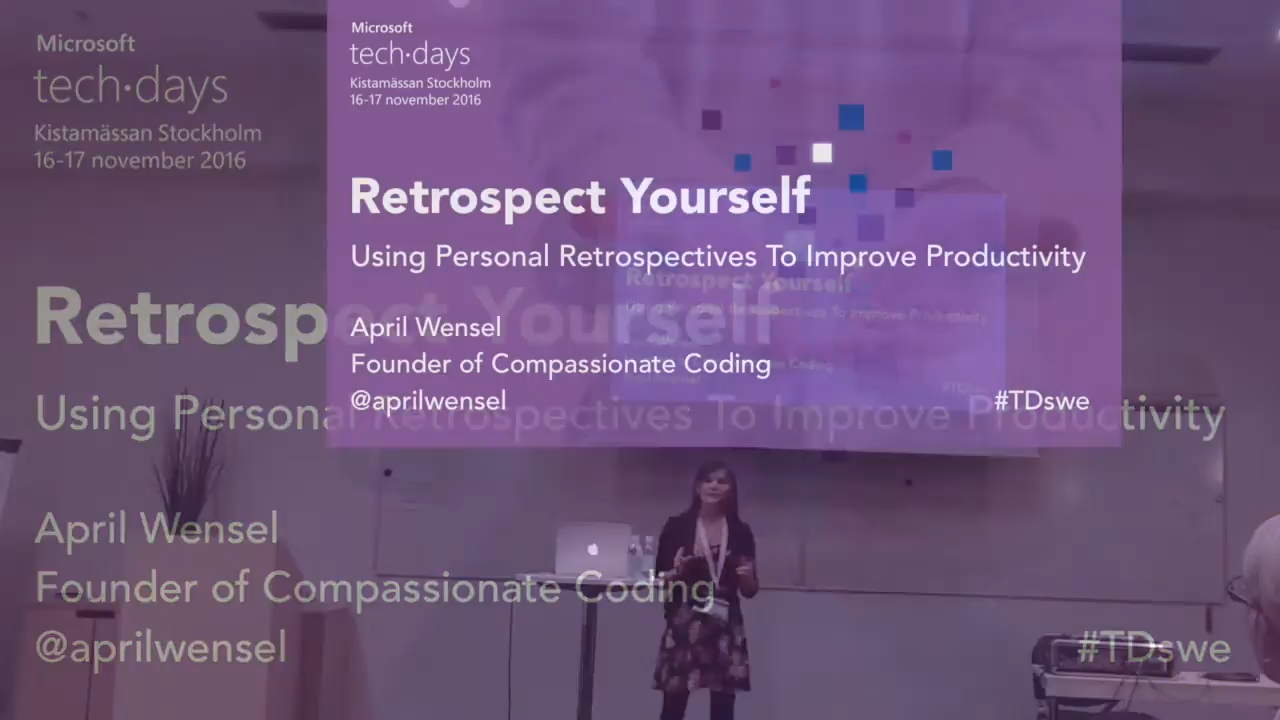 Microsoft
tech·days
Kistamässan Stockholm
16-17 november 2016
Retrospect Yourself
Using Personal Retrospectives To Improve Productivity
April Wensel
Founder of Compassionate Coding
@aprilwensel
#TDswe
Microsoft
tech·days
Kistamässan Stockholm
16-17 november 2016
Retrospect Yourself
Using Personal Retrospectives To Improve Productivity
April Wensel
Founder of Compassionate Coding
@aprilwensel
#TDswe
Retrospect Yourself